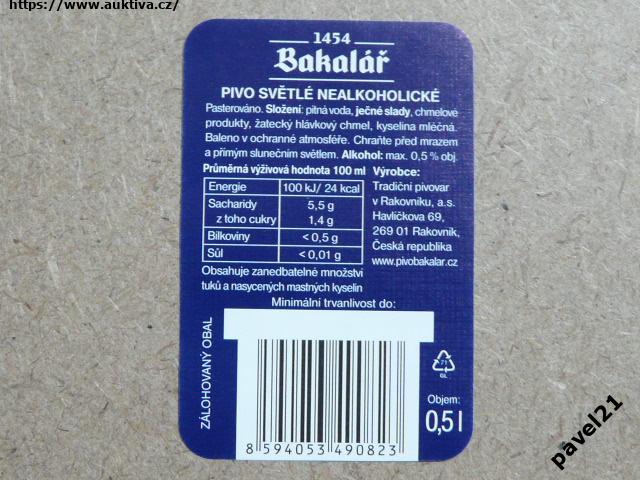 https://www.auktiva.cz/
1454
Bakalář
PIVO SVĚTLÉ NEALKOHOLICKÉ
Pasterováno. Složení: pitná voda, ječné slady, chmelové
produkty, žatecký hlávkový chmel, kyselina mléčná.
Baleno v ochranné atmosféře. Chraňte před mrazem
a přímým slunečním světlem. Alkohol: max. 0,5 % obj.
Průměrná výživová hodnota 100 ml
Energie 100 kJ/ 24 kcal
Sacharidy 5,5 g
z toho cukry 1,4 g
Bílkoviny < 0,5 g
Sůl < 0,01 g
Výrobce:
Tradiční pivovar
v Rakovníku, a.s.
Havlíčkova 69,
269 01 Rakovník,
Česká republika
www.pivobakalar.cz
Obsahuje zanedbatelné množství
tuků a nasycených mastných kyselin
Minimální trvanlivost do:
ZÁLOHOVANÝ OBAL
71
GL
Objem:
0,5 l
8 594053 490823
pavel21